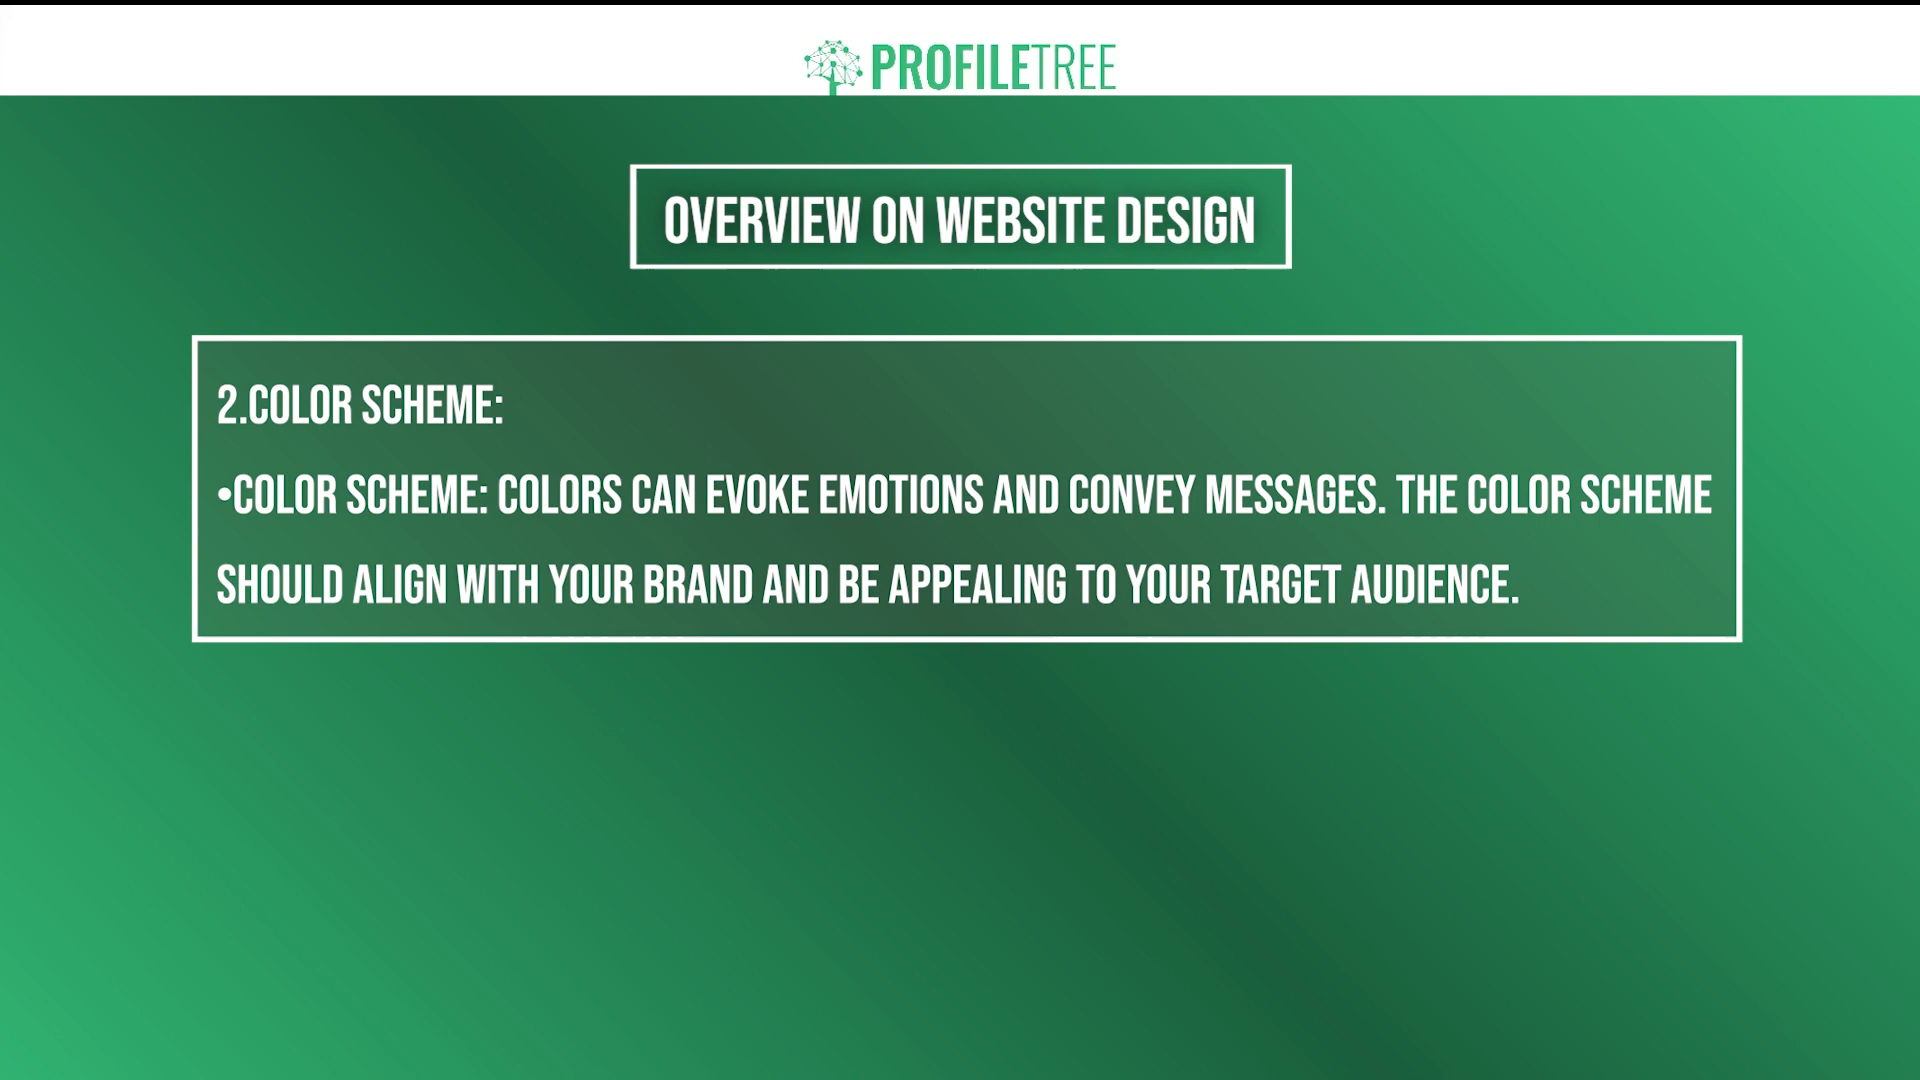 PROFILETREE
OVERVIEW ON WEBSITE DESIGN
2.COLOR SCHEME:
•COLOR SCHEME: COLORS CAN EVOKE EMOTIONS AND CONVEY MESSAGES. THE COLOR SCHEME
SHOULD ALIGN WITH YOUR BRAND AND BE APPEALING TO YOUR TARGET AUDIENCE.